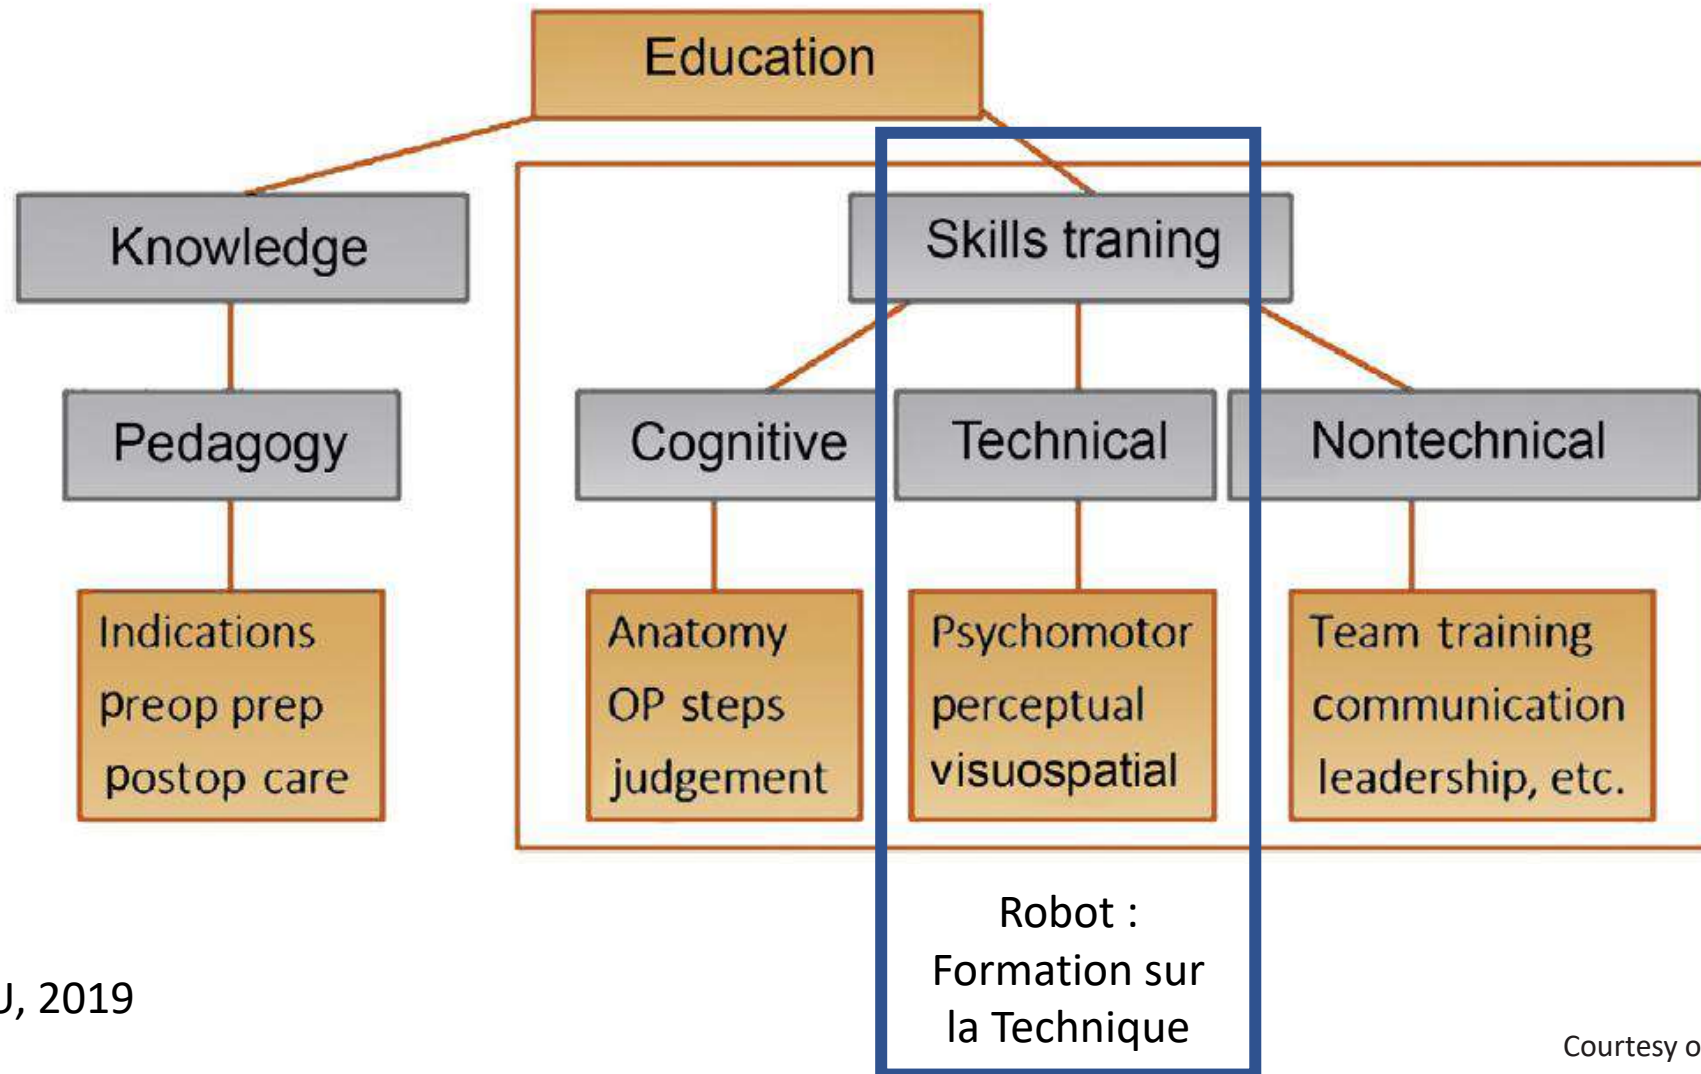 Education
Knowledge
Skills traning
Pedagogy
Cognitive
Technical
Nontechnical
Indications
preop prep
postop care
Anatomy
OP steps
judgement
Psychomotor
perceptual
visuospatial
Team training
communication
leadership, etc.
Robot :
Formation sur
la Technique
J, 2019
Courtesy o